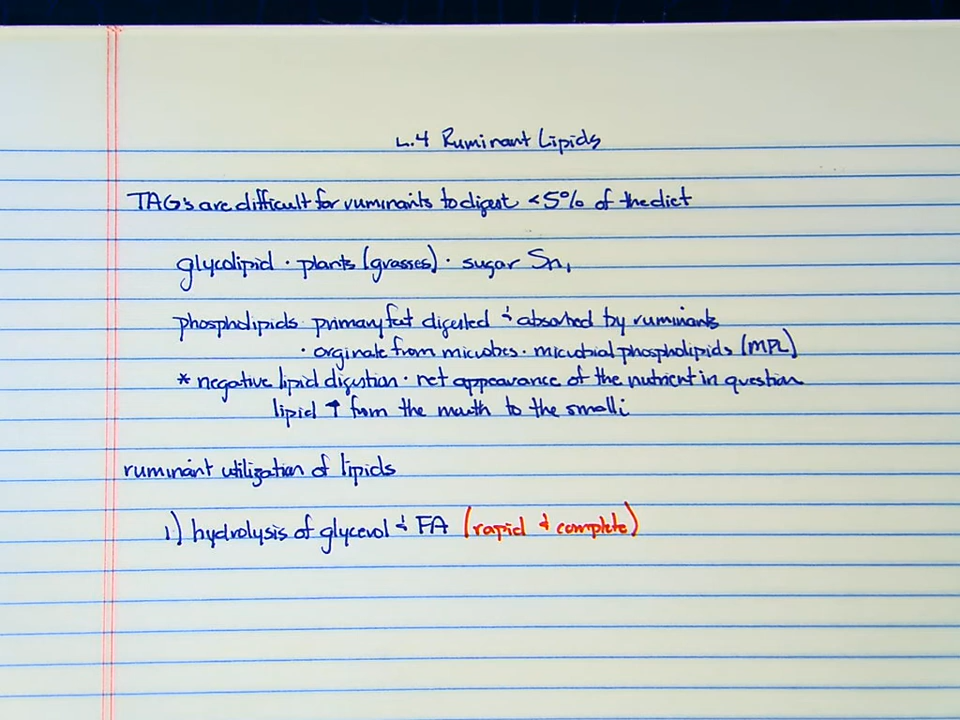 L.4 Ruminant Lipids
TAG's are difficult for ruminants to digest <5% of the diet
glycolipid · plants (grasses) · sugar Sn1
phospholipids primary fat digested & absorbed by ruminants
· orginate from microbes · microbial phospholipids (MPL)
* negative lipid digestion · net appearance of the nutrient in question
lipid ↑ from the mouth to the small i
ruminant utilization of lipids
1) hydrolysis of glycerol & FA (rapid & complete)